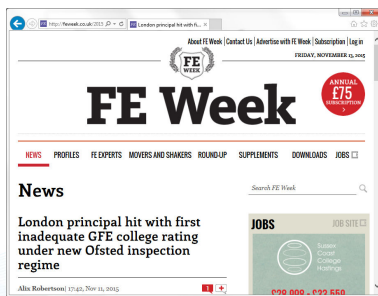 http://feweek.co.uk/2015
London principal hit with fi...
About FE Week | Contact Us | Advertise with FE Week | Subscription | Log in
FRIDAY, NOVEMBER 13, 2015
FE
WEEK
FE Week
ANNUAL
£75
SUBSCRIPTION
>
NEWS PROFILES FE EXPERTS MOVERS AND SHAKERS ROUND-UP SUPPLEMENTS DOWNLOADS JOBS
News
Search FE Week
London principal hit with first
inadequate GFE college rating
under new Ofsted inspection
regime
Alix Robertson| 17:42, Nov 11, 2015
1 +
JOBS JOB SITE
Sussex
Coast
College
Hastings